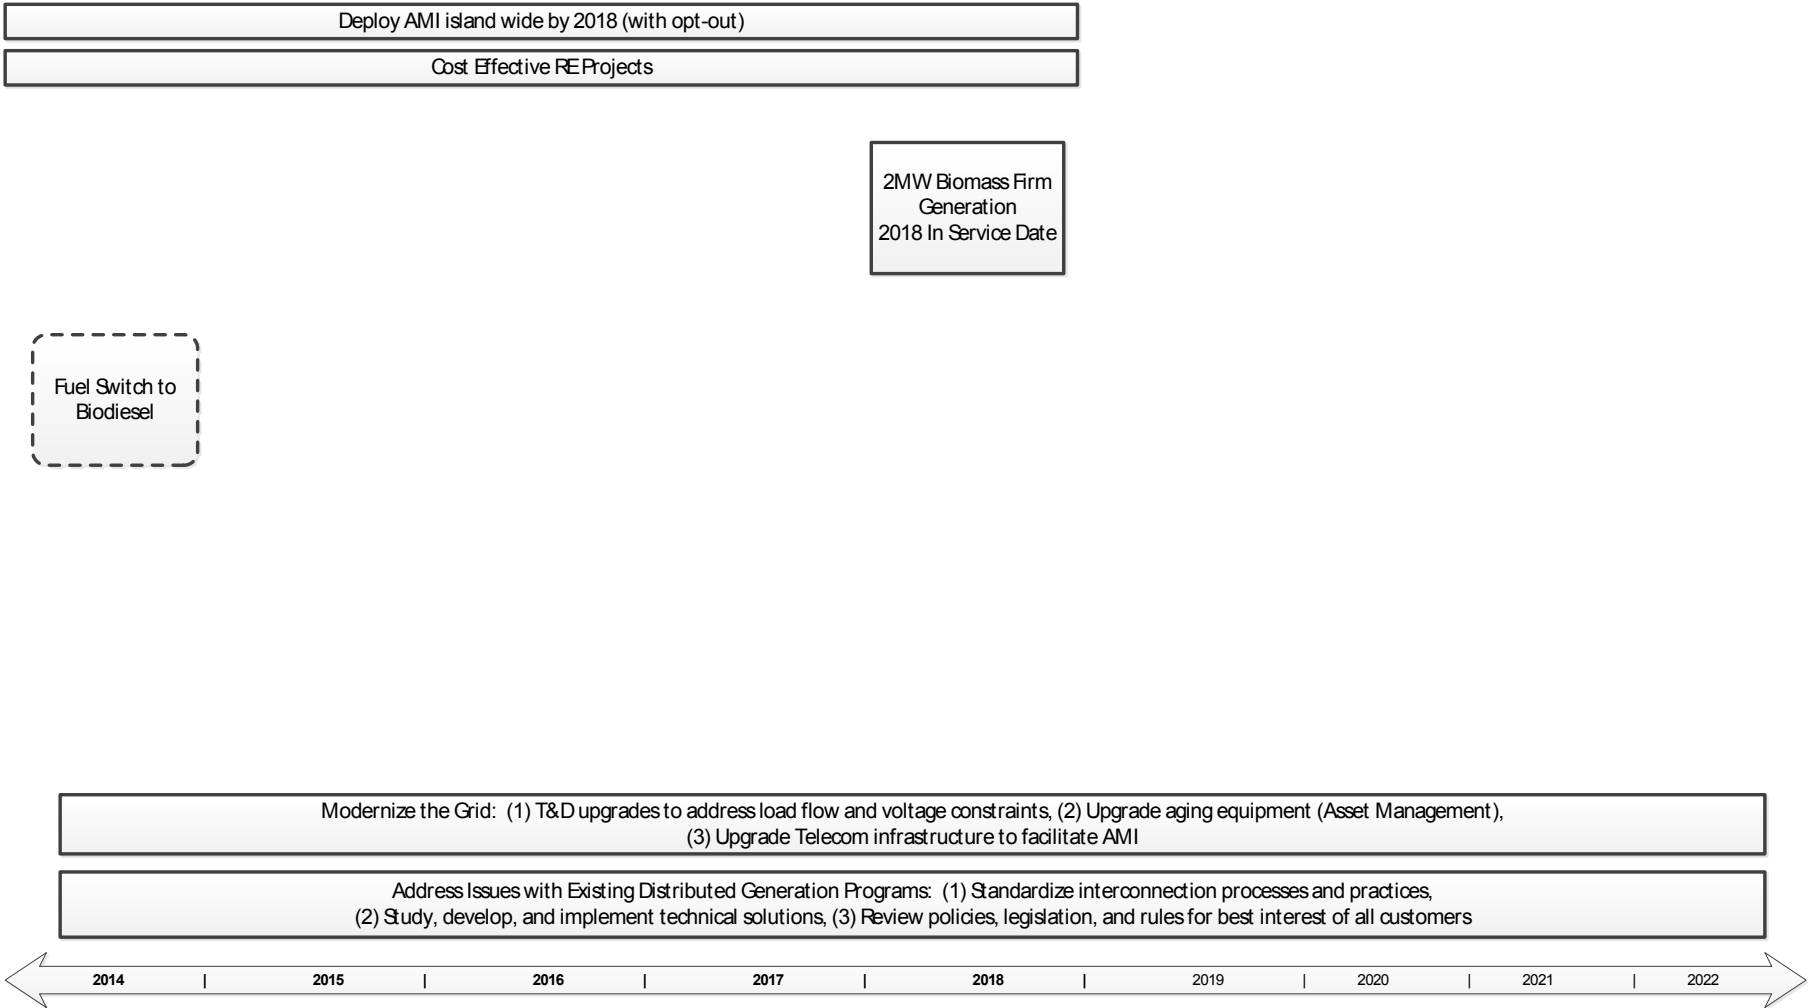 Deploy AMI island wide by 2018 (with opt-out)
Cost Effective RE Projects
2MW Biomass Firm
Generation
2018 In Service Date
Fuel Switch to
Biodiesel
Modernize the Grid: (1) T&D upgrades to address load flow and voltage constraints, (2) Upgrade aging equipment (Asset Management),
(3) Upgrade Telecom infrastructure to facilitate AMI
Address Issues with Existing Distributed Generation Programs: (1) Standardize interconnection processes and practices,
(2) Study, develop, and implement technical solutions, (3) Review policies, legislation, and rules for best interest of all customers
2014 | 2015 | 2016 | 2017 | 2018 | 2019 | 2020 | 2021 | 2022